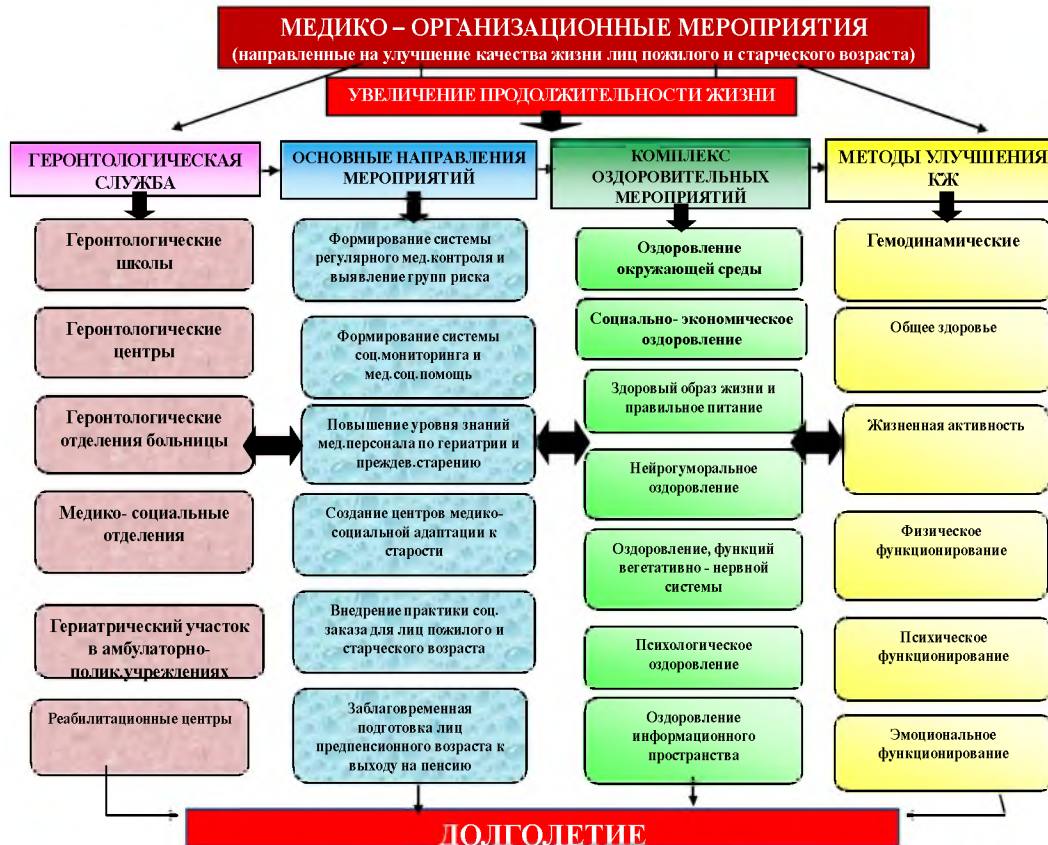 МЕДИКО – ОРГАНИЗАЦИОННЫЕ МЕРОПРИЯТИЯ
(направленные на улучшение качества жизни лиц пожилого и старческого возраста)
УВЕЛИЧЕНИЕ ПРОДОЛЖИТЕЛЬНОСТИ ЖИЗНИ
ГЕРОНТОЛОГИЧЕСКАЯ
СЛУЖБА
Геронтологические
школы
Геронтологические
центры
Геронтологические
отделения больницы
Медико- социальные
отделения
Гериатрический участок
в амбулаторно-
полик.учреждениях
Реабилитационные центры
ОСНОВНЫЕ НАПРАВЛЕНИЯ
МЕРОПРИЯТИЙ
Формирование системы
регулярного мед.контроля и
выявление групп риска
Формирование системы
соц.мониторинга и
мед.соц.помощь
Повышение уровня знаний
мед.персонала по гериатрии и
преждев.старению
Создание центров медико-
социальной адаптации к
старости
Внедрение практики соц.
заказа для лиц пожилого и
старческого возраста
Заблаговременная
подготовка лиц
предпенсионного возраста к
выходу на пенсию
КОМПЛЕКС
ОЗДОРОВИТЕЛЬНЫХ
МЕРОПРИЯТИЙ
Оздоровление
окружающей среды
Социально- экономическое
оздоровление
Здоровый образ жизни и
правильное питание
Нейрогуморальное
оздоровление
Оздоровление, функций
вегетативно - нервной
системы
Психологическое
оздоровление
Оздоровление
информационного
пространства
МЕТОДЫ УЛУЧШЕНИЯ
КЖ
Гемодинамические
Общее здоровье
Жизненная активность
Физическое
функционирование
Психическое
функционирование
Эмоциональное
функционирование
ДОЛГОЛЕТИЕ